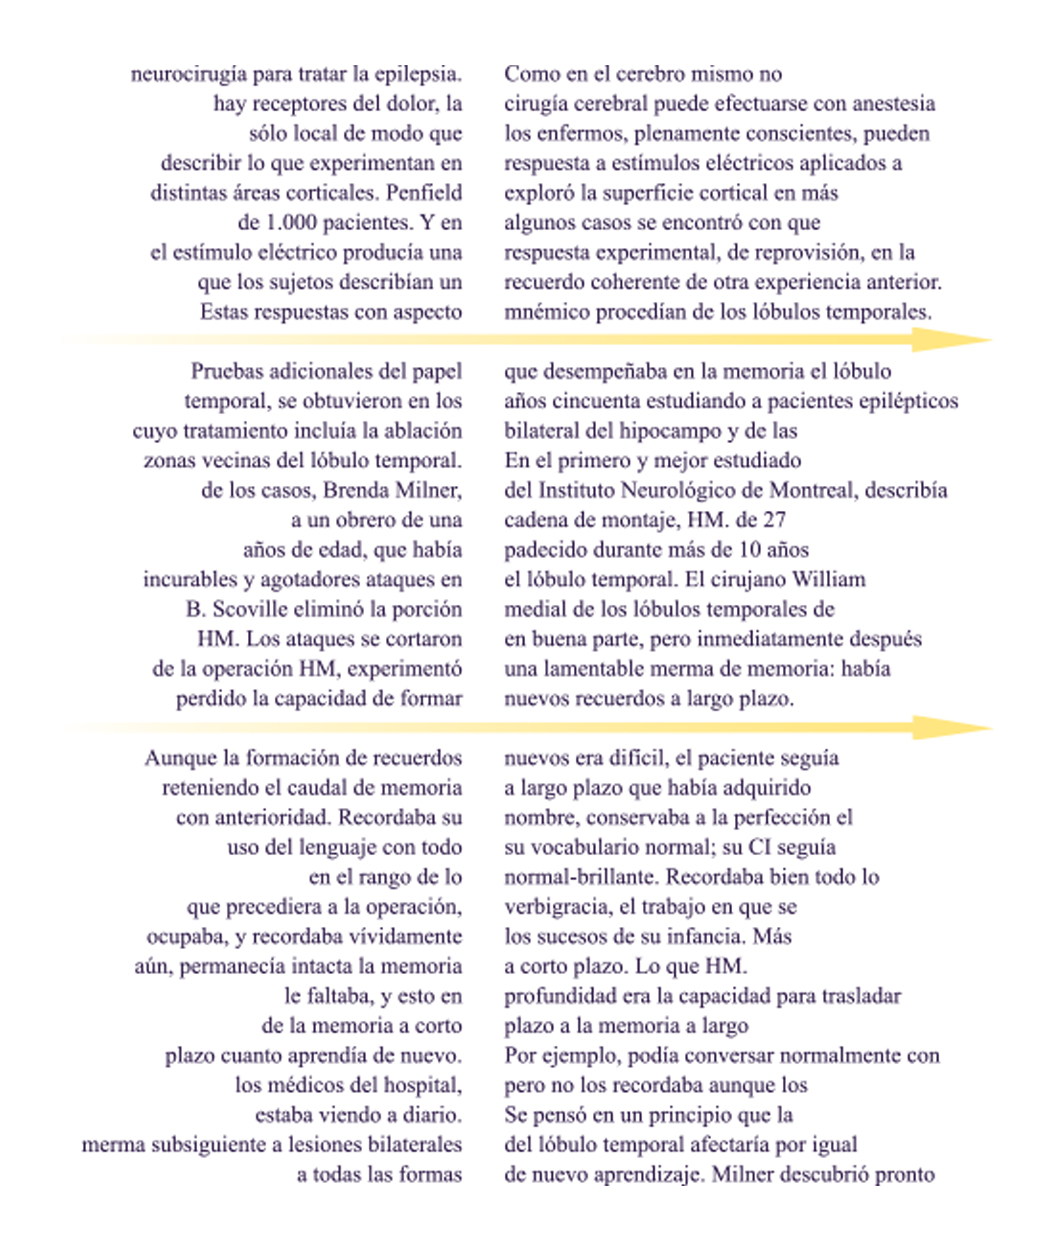 neurocirugía para tratar la epilepsia. Como en el cerebro mismo no
hay receptores del dolor, la cirugía cerebral puede efectuarse con anestesia
sólo local de modo que los enfermos, plenamente conscientes, pueden
describir lo que experimentan en respuesta a estímulos eléctricos aplicados a
distintas áreas corticales. Penfield exploró la superficie cortical en más
de 1.000 pacientes. Y en algunos casos se encontró con que
el estímulo eléctrico producía una respuesta experimental, de reprovisión, en la
que los sujetos describían un recuerdo coherente de otra experiencia anterior.
Estas respuestas con aspecto mnémico procedían de los lóbulos temporales.
Pruebas adicionales del papel que desempeñaba en la memoria el lóbulo
temporal, se obtuvieron en los años cincuenta estudiando a pacientes epilépticos
cuyo tratamiento incluía la ablación bilateral del hipocampo y de las
zonas vecinas del lóbulo temporal. En el primero y mejor estudiado
de los casos, Brenda Milner, del Instituto Neurológico de Montreal, describía
a un obrero de una cadena de montaje, HM. de 27
años de edad, que había padecido durante más de 10 años
incurables y agotadores ataques en el lóbulo temporal. El cirujano William
B. Scoville eliminó la porción medial de los lóbulos temporales de
HM. Los ataques se cortaron en buena parte, pero inmediatamente después
de la operación HM, experimentó una lamentable merma de memoria: había
perdido la capacidad de formar nuevos recuerdos a largo plazo.
Aunque la formación de recuerdos nuevos era difícil, el paciente seguía
reteniendo el caudal de memoria a largo plazo que había adquirido
con anterioridad. Recordaba su nombre, conservaba a la perfección el
uso del lenguaje con todo su vocabulario normal; su CI seguía
en el rango de lo normal-brillante. Recordaba bien todo lo
que precediera a la operación, verbigracia, el trabajo en que se
ocupaba, y recordaba vívidamente los sucesos de su infancia. Más
aún, permanecía intacta la memoria a corto plazo. Lo que HM.
le faltaba, y esto en profundidad era la capacidad para trasladar
de la memoria a corto plazo a la memoria a largo
plazo cuanto aprendía de nuevo. Por ejemplo, podía conversar normalmente con
los médicos del hospital, pero no los recordaba aunque los
estaba viendo a diario. Se pensó en un principio que la
merma subsiguiente a lesiones bilaterales del lóbulo temporal afectaría por igual
a todas las formas de nuevo aprendizaje. Milner descubrió pronto